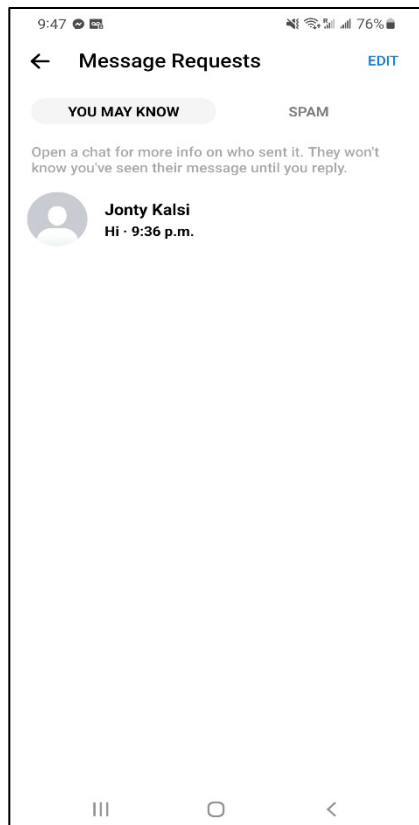 9:47 76%
Message Requests EDIT
YOU MAY KNOW SPAM
Open a chat for more info on who sent it. They won't
know you've seen their message until you reply.
Jonty Kalsi
Hi · 9:36 p.m.